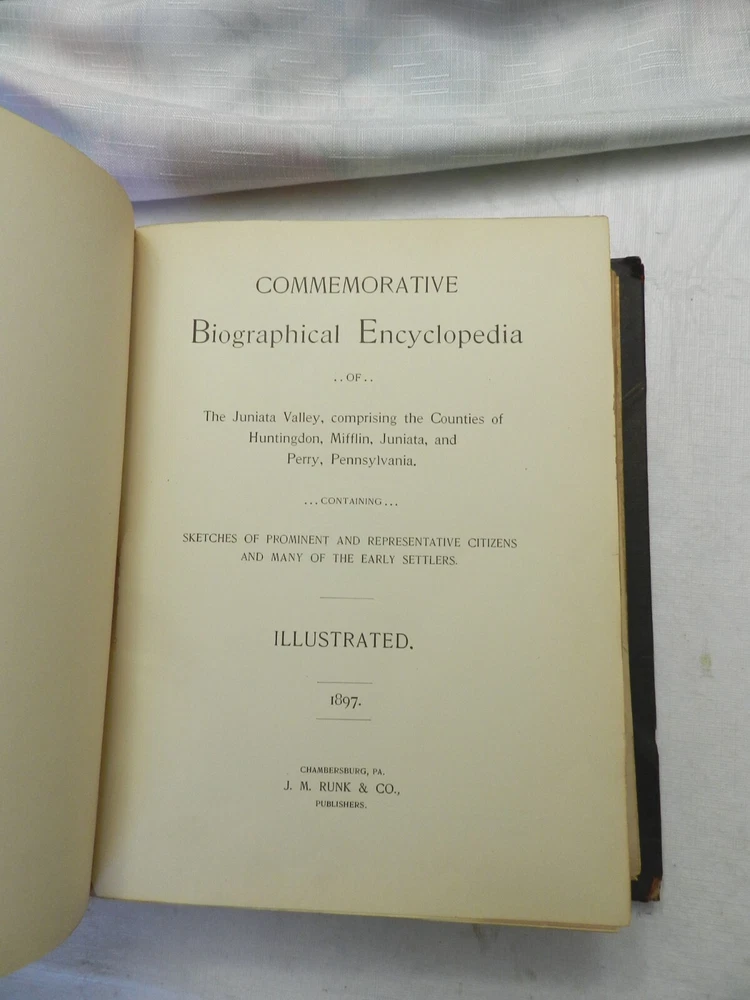 COMMEMORATIVE
Biographical Encyclopedia
..OF..
The Juniata Valley, comprising the Counties of
Huntingdon, Mifflin, Juniata, and
Perry, Pennsylvania.
...CONTAINING...
SKETCHES OF PROMINENT AND REPRESENTATIVE CITIZENS
AND MANY OF THE EARLY SETTLERS.
ILLUSTRATED.
1897.
CHAMBERSBURG, PA.
J. M. RUNK & CO.,
PUBLISHERS.